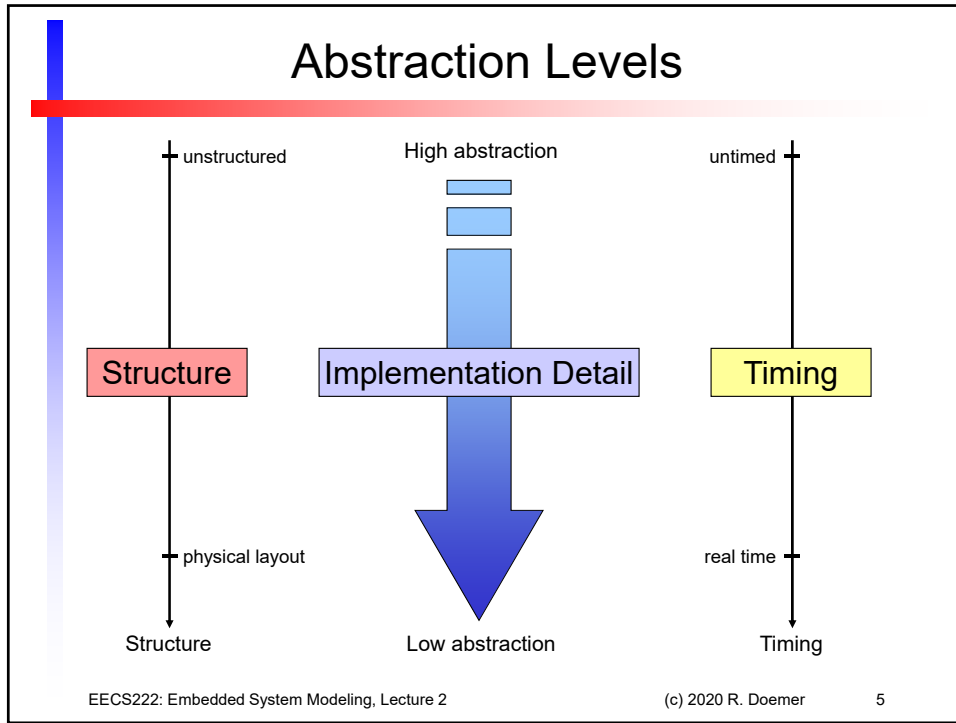 Abstraction Levels
unstructured
High abstraction
untimed
Structure
Implementation Detail
Timing
physical layout
real time
Structure
Low abstraction
Timing
EECS222: Embedded System Modeling, Lecture 2
(c) 2020 R. Doemer
5